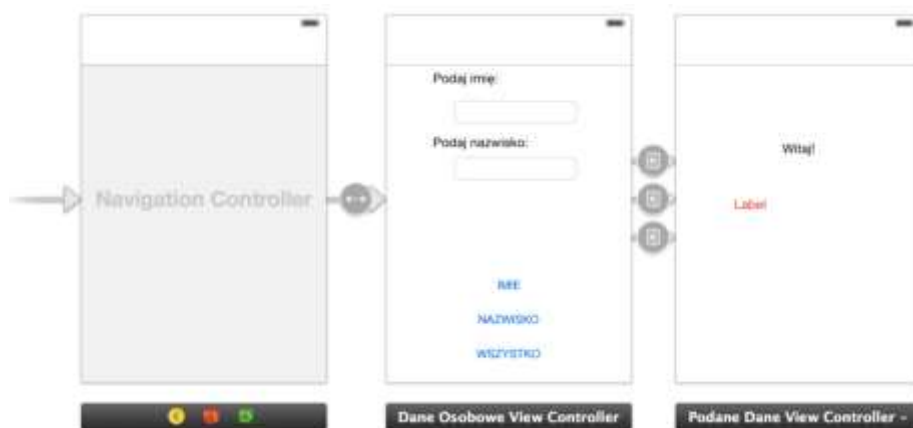 Navigation Controller
Podaj imię:
Podaj nazwisko:
IMIE
NAZWISKO
WSZYSTKO
Dane Osobowe View Controller
Witaj!
Label
Podane Dane View Controller -